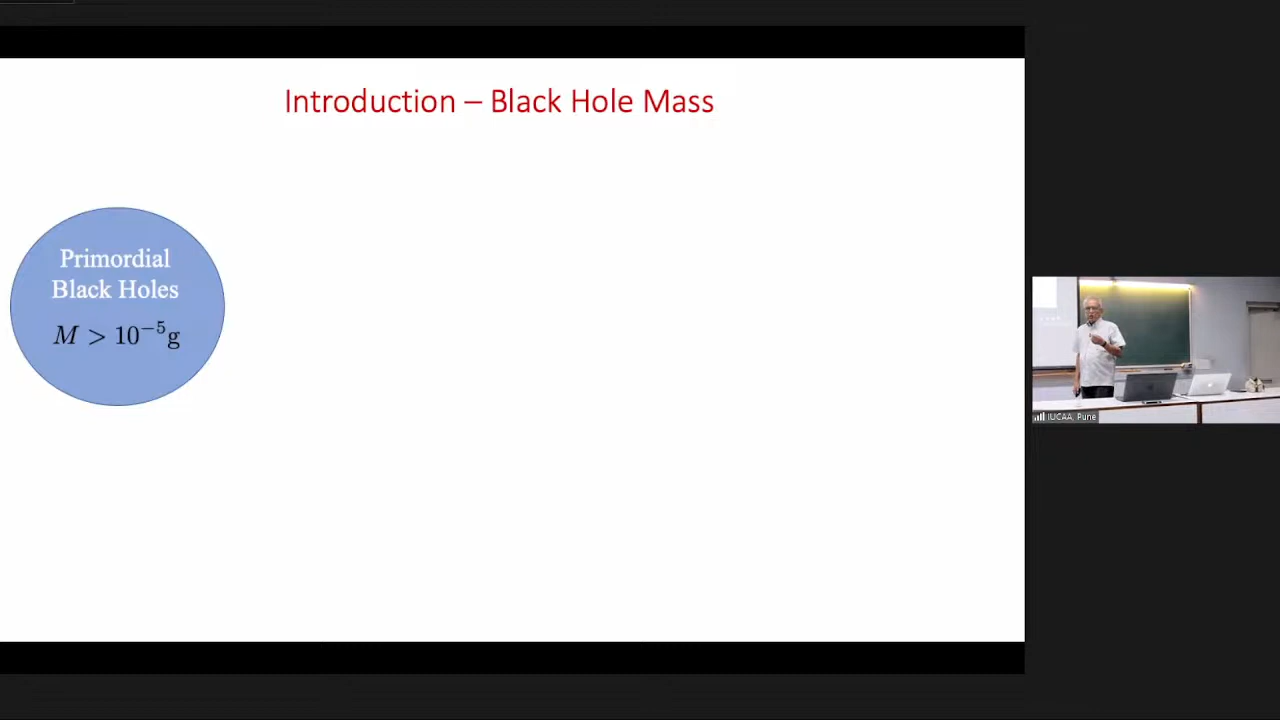 Introduction – Black Hole Mass
Primordial
Black Holes
M > 10⁻⁵g
IUCAA, Pune